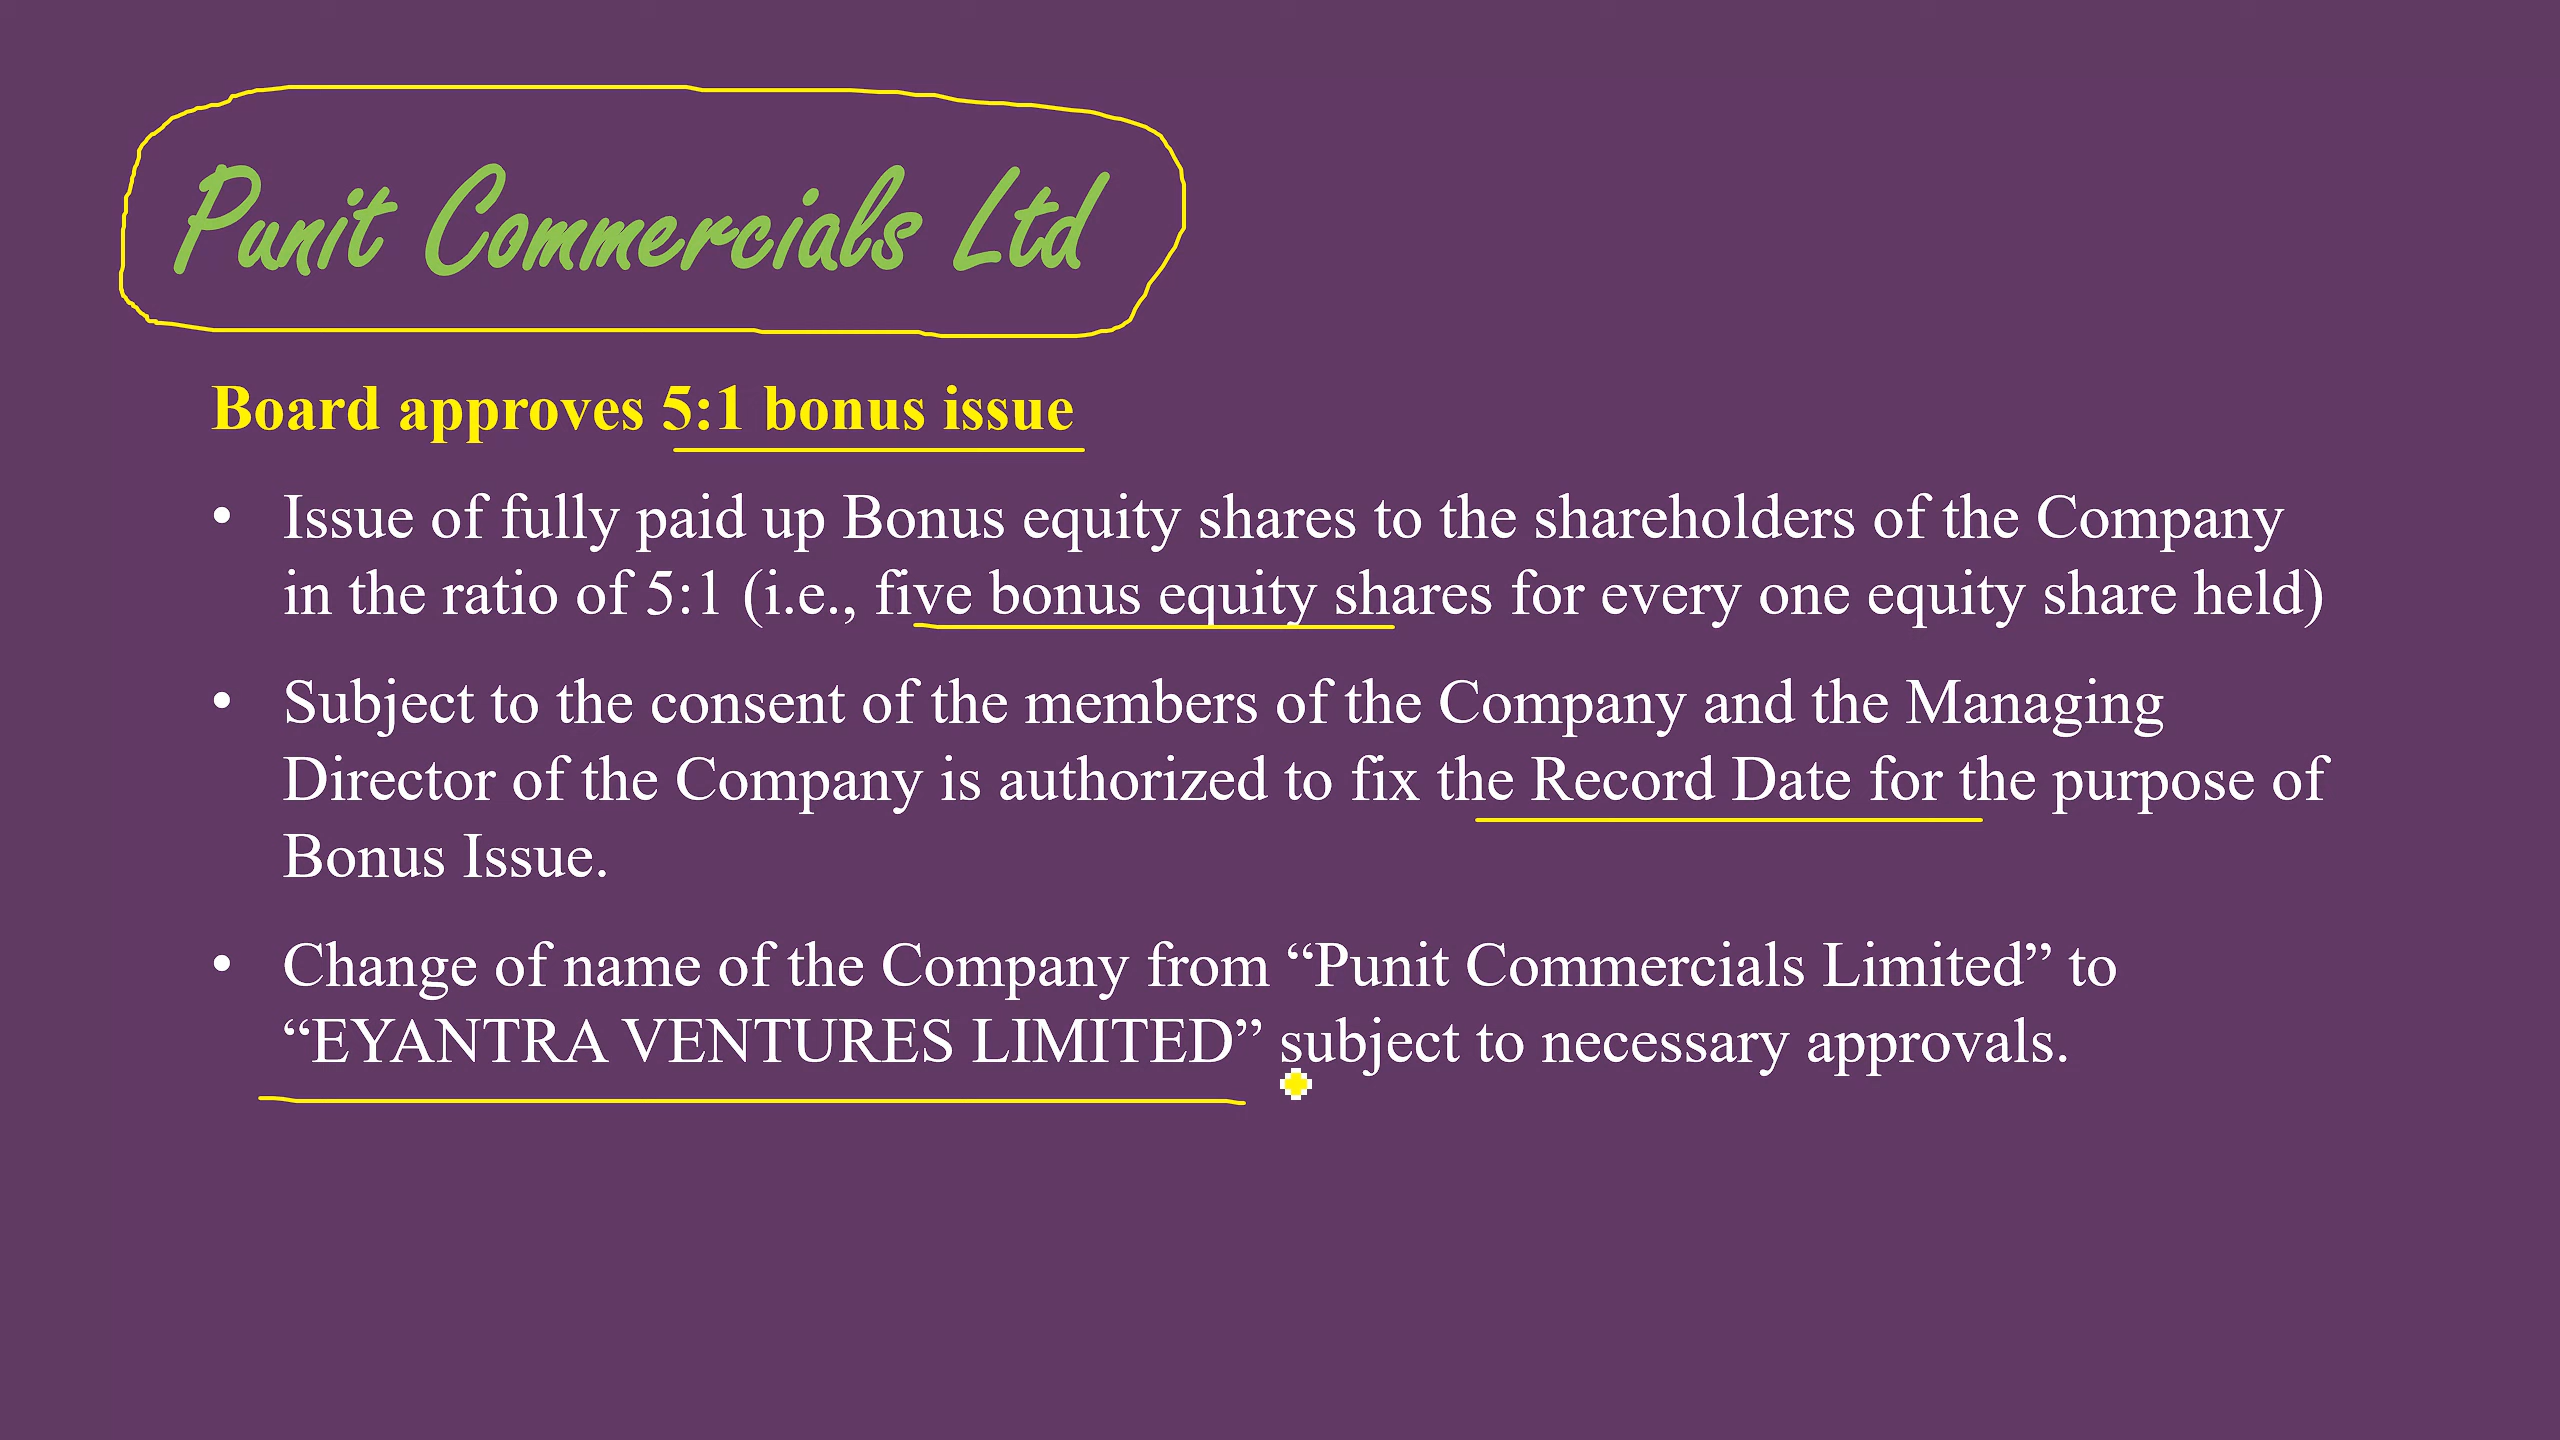 Punit Commercials Ltd
Board approves 5:1 bonus issue
• Issue of fully paid up Bonus equity shares to the shareholders of the Company
in the ratio of 5:1 (i.e., five bonus equity shares for every one equity share held)
• Subject to the consent of the members of the Company and the Managing
Director of the Company is authorized to fix the Record Date for the purpose of
Bonus Issue.
• Change of name of the Company from “Punit Commercials Limited” to
“EYANTRA VENTURES LIMITED” subject to necessary approvals.